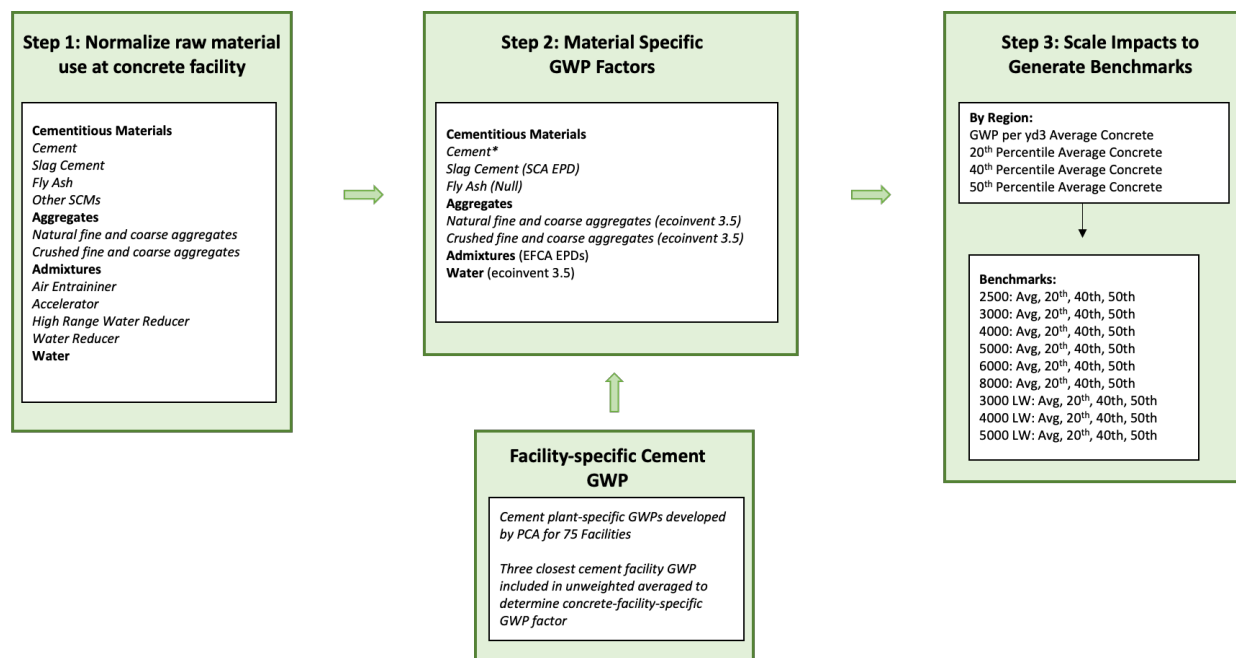 Step 1: Normalize raw material
use at concrete facility
Cementitious Materials
Cement
Slag Cement
Fly Ash
Other SCMs
Aggregates
Natural fine and coarse aggregates
Crushed fine and coarse aggregates
Admixtures
Air Entraininer
Accelerator
High Range Water Reducer
Water Reducer
Water
Step 2: Material Specific
GWP Factors
Cementitious Materials
Cement*
Slag Cement (SCA EPD)
Fly Ash (Null)
Aggregates
Natural fine and coarse aggregates (ecoinvent 3.5)
Crushed fine and coarse aggregates (ecoinvent 3.5)
Admixtures (EFCA EPDs)
Water (ecoinvent 3.5)
Facility-specific Cement
GWP
Cement plant-specific GWPs developed
by PCA for 75 Facilities
Three closest cement facility GWP
included in unweighted averaged to
determine concrete-facility-specific
GWP factor
Step 3: Scale Impacts to
Generate Benchmarks
By Region:
GWP per yd3 Average Concrete
20th Percentile Average Concrete
40th Percentile Average Concrete
50th Percentile Average Concrete
Benchmarks:
2500: Avg, 20th, 40th, 50th
3000: Avg, 20th, 40th, 50th
4000: Avg, 20th, 40th, 50th
5000: Avg, 20th, 40th, 50th
6000: Avg, 20th, 40th, 50th
8000: Avg, 20th, 40th, 50th
3000 LW: Avg, 20th, 40th, 50th
4000 LW: Avg, 20th, 40th, 50th
5000 LW: Avg, 20th, 40th, 50th